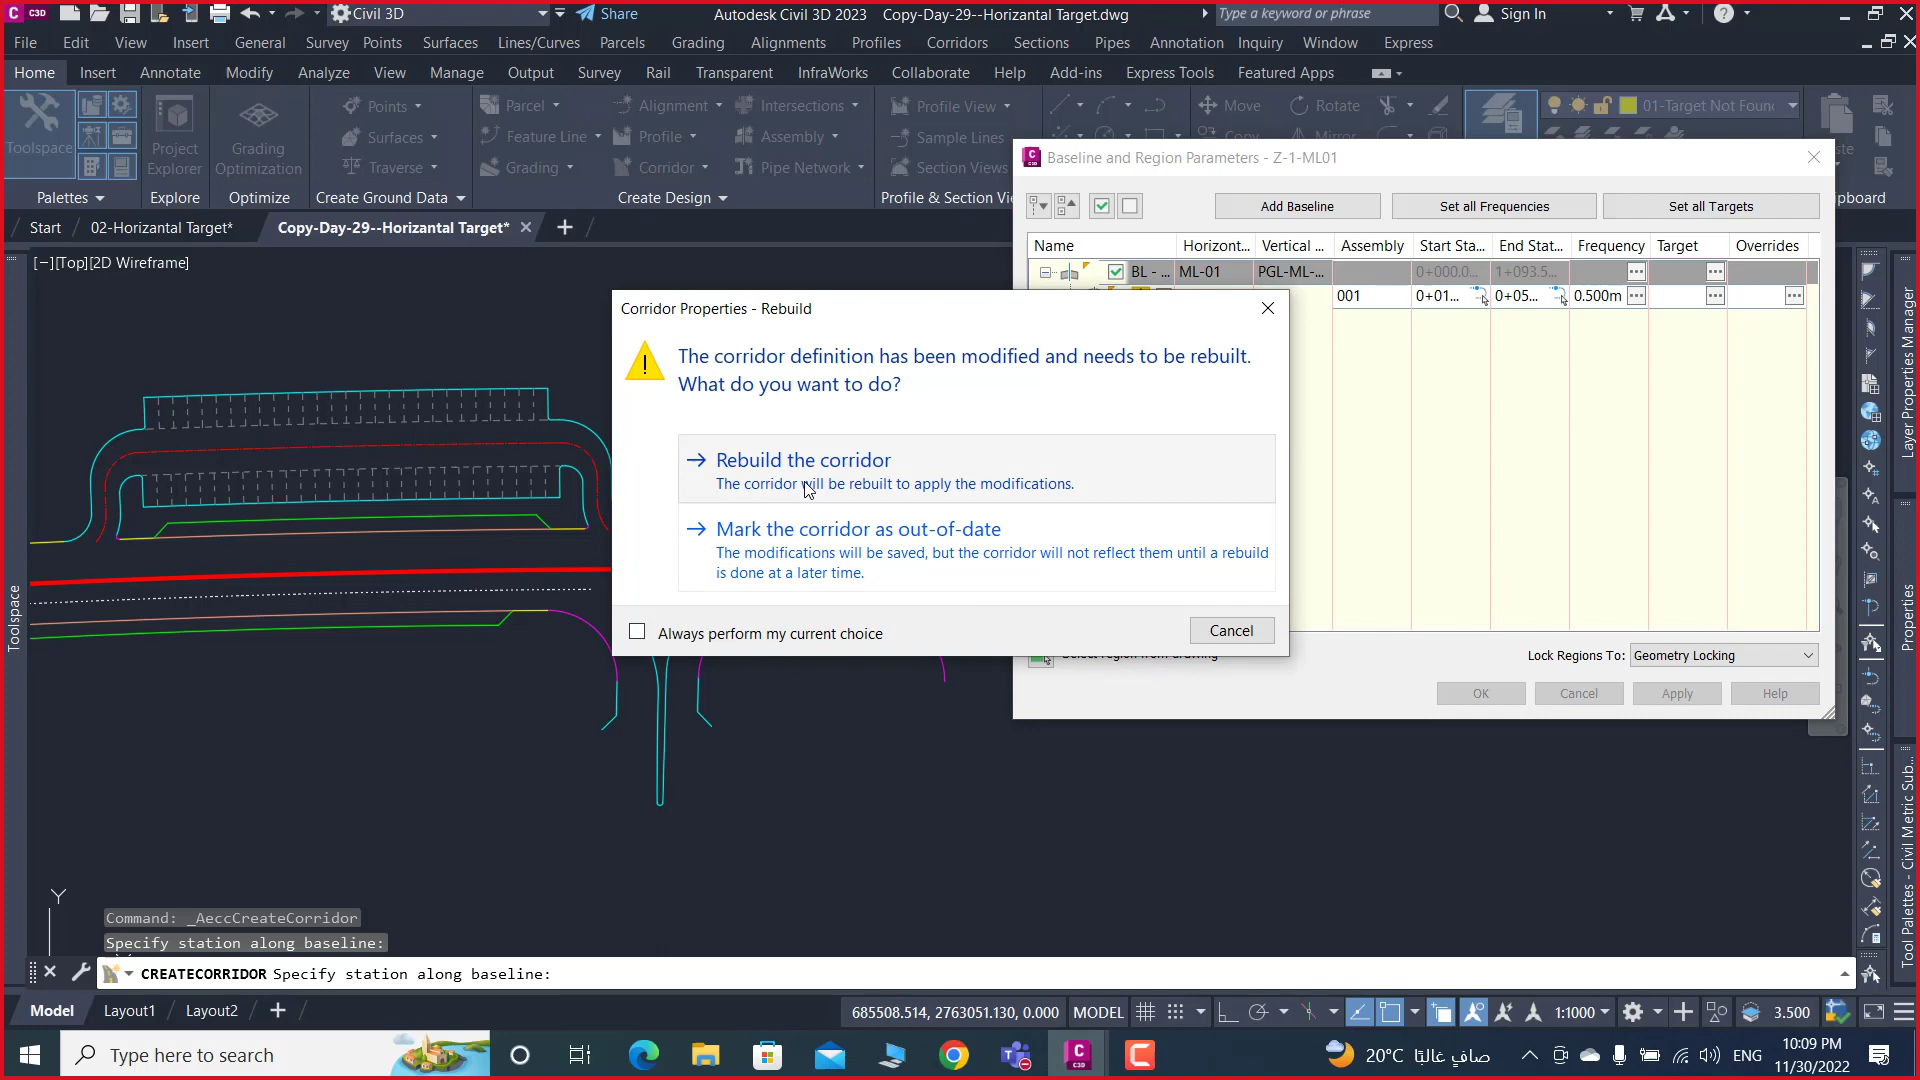 C3D Civil 3D Share Autodesk Civil 3D 2023 Copy-Day-29--Horizantal Target.dwg Type a keyword or phrase Sign In
File Edit View Insert General Survey Points Surfaces Lines/Curves Parcels Grading Alignments Profiles Corridors Sections Pipes Annotation Inquiry Window Express
Home Insert Annotate Modify Analyze View Manage Output Survey Rail Transparent InfraWorks Collaborate Help Add-ins Express Tools Featured Apps
Toolspace
Project Explorer
Grading Optimization
Points Parcel Alignment Intersections Profile View Move Rotate 01-Target Not Found
Surfaces Feature Line Profile Assembly Sample Lines Copy Mirror
Traverse Grading Corridor Pipe Network Section Views
Palettes Explore Optimize Create Ground Data Create Design Profile & Section Vi
Start 02-Horizantal Target* Copy-Day-29--Horizantal Target*
[−][Top][2D Wireframe]
Baseline and Region Parameters - Z-1-ML01
Add Baseline Set all Frequencies Set all Targets
Name Horizont... Vertical ... Assembly Start Sta... End Stat... Frequency Target Overrides
BL - ... ML-01 PGL-ML-... 0+000.0... 1+093.5...
001 0+01... 0+05... 0.500m
Select region from drawing Lock Regions To: Geometry Locking
OK Cancel Apply Help
Corridor Properties - Rebuild
The corridor definition has been modified and needs to be rebuilt.
What do you want to do?
Rebuild the corridor
The corridor will be rebuilt to apply the modifications.
Mark the corridor as out-of-date
The modifications will be saved, but the corridor will not reflect them until a rebuild
is done at a later time.
Always perform my current choice Cancel
Toolspace
Layer Properties Manager
Properties
Tool Palettes - Civil Metric Sub...
Y
Command: _AeccCreateCorridor
Specify station along baseline:
CREATECORRIDOR Specify station along baseline:
Model Layout1 Layout2 685508.514, 2763051.130, 0.000 MODEL 1:1000 3.500
Type here to search 20°C صافٍ غالبًا ENG 10:09 PM
11/30/2022